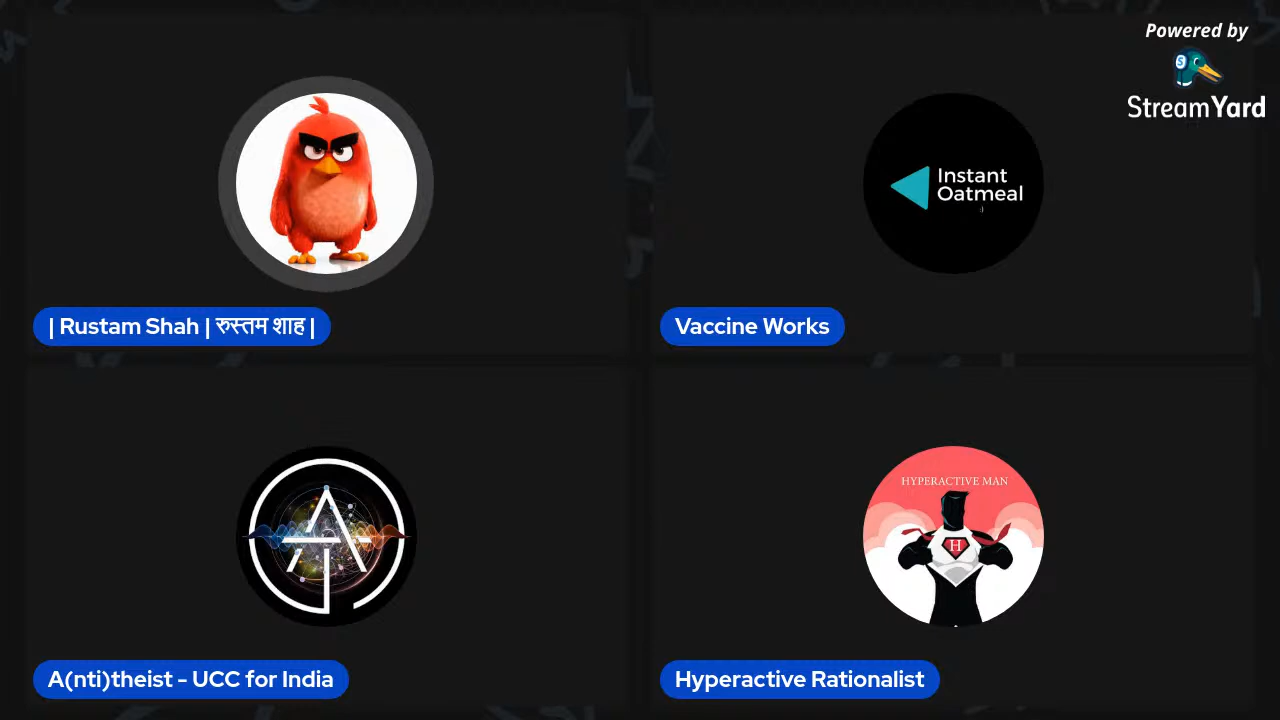 Powered by
StreamYard
Instant
Oatmeal
| Rustam Shah | रुस्तम शाह |
Vaccine Works
HYPERACTIVE MAN
H
A(nti)theist - UCC for India
Hyperactive Rationalist